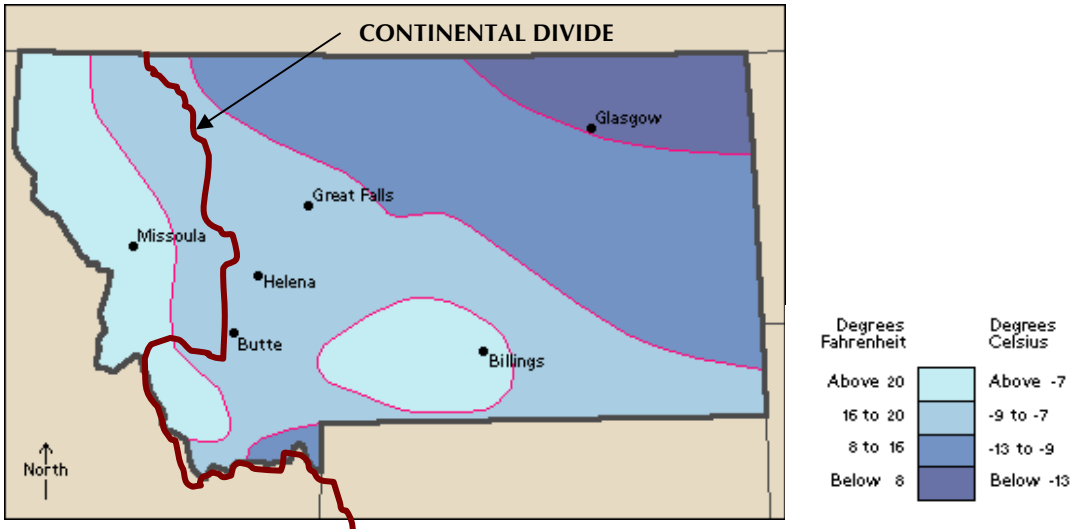 CONTINENTAL DIVIDE
Glasgow
Great Falls
Missoula
Helena
Butte
Billings
North
Degrees Fahrenheit
Degrees Celsius
Above 20
Above -7
16 to 20
-9 to -7
8 to 16
-13 to -9
Below 8
Below -13